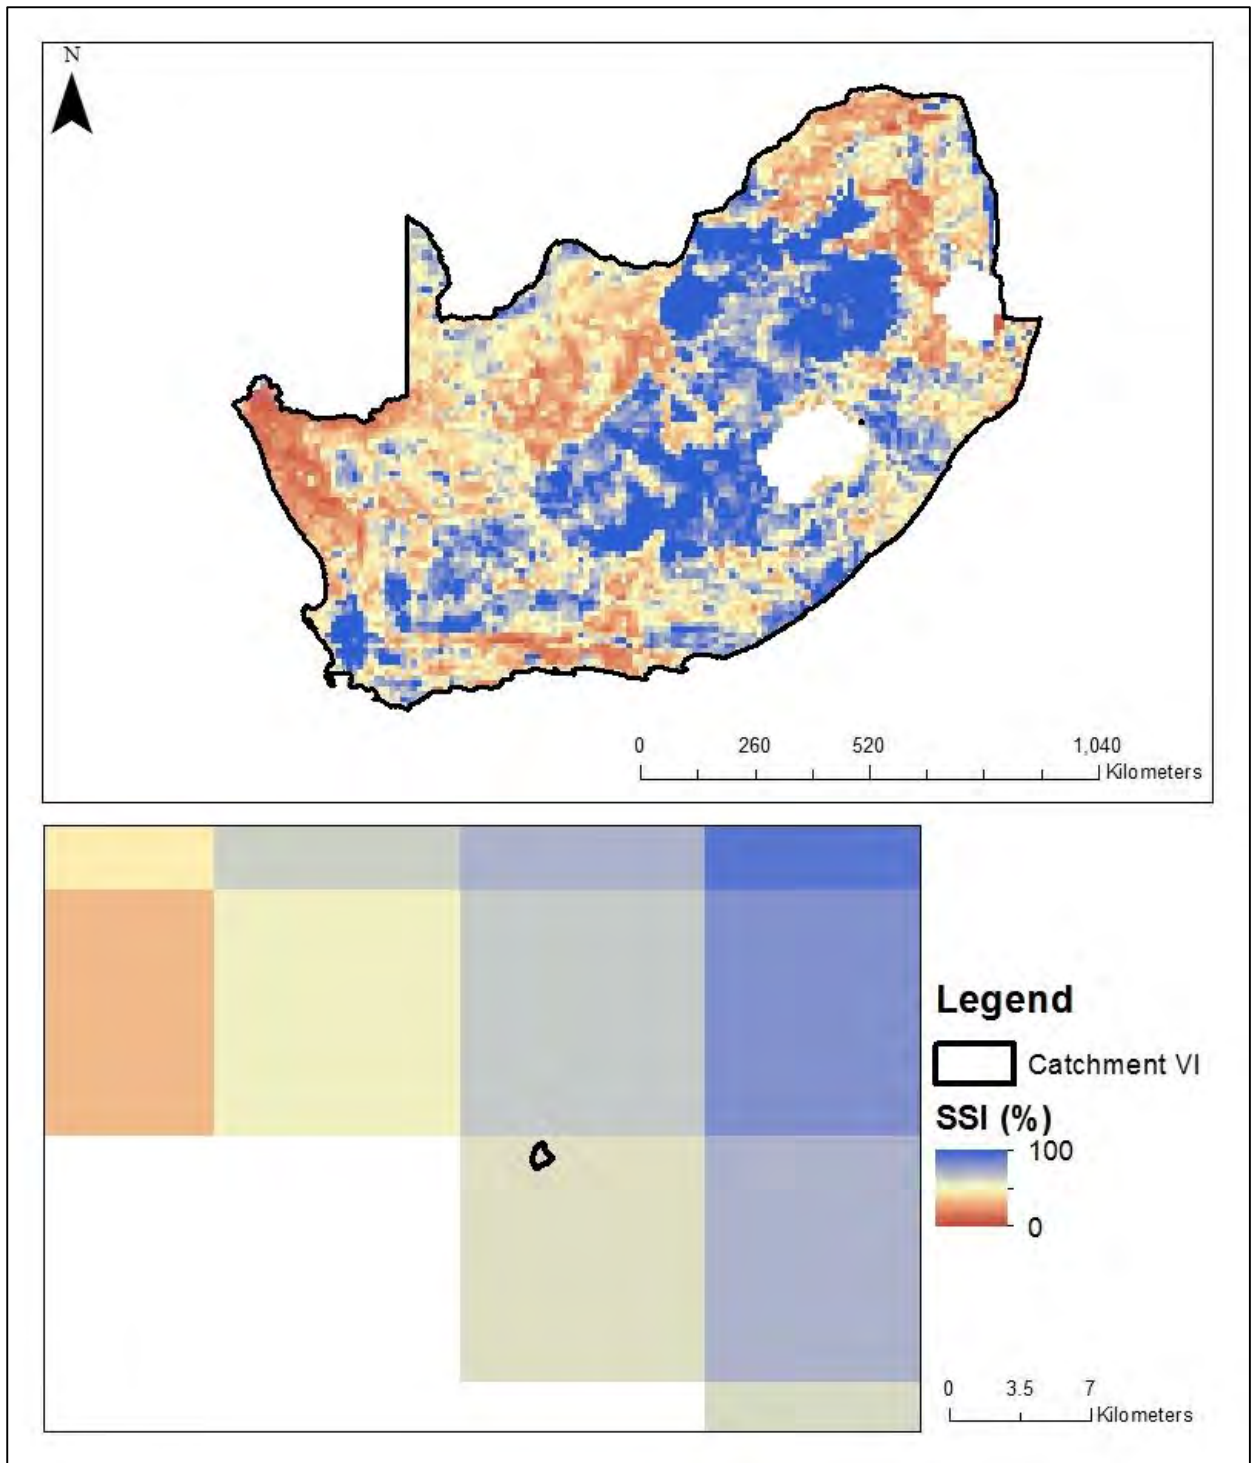 N
0 260 520 1,040
Kilometers
Legend
Catchment VI
SSI (%)
100
0
0 3.5 7
Kilometers